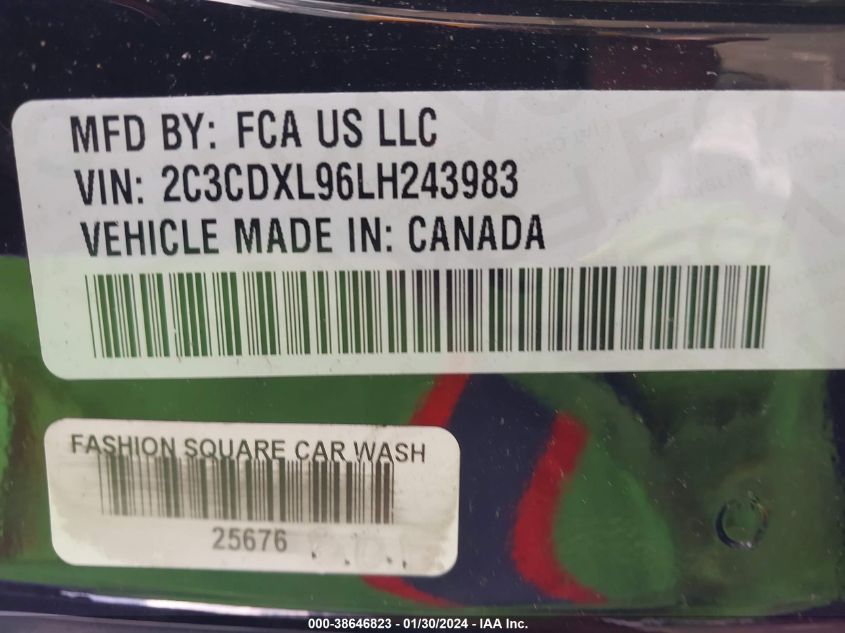 MFD BY: FCA US LLC
VIN: 2C3CDXL96LH243983
VEHICLE MADE IN: CANADA
FASHION SQUARE CAR WASH
25676
000-38646823 - 01/30/2024 - IAA Inc.